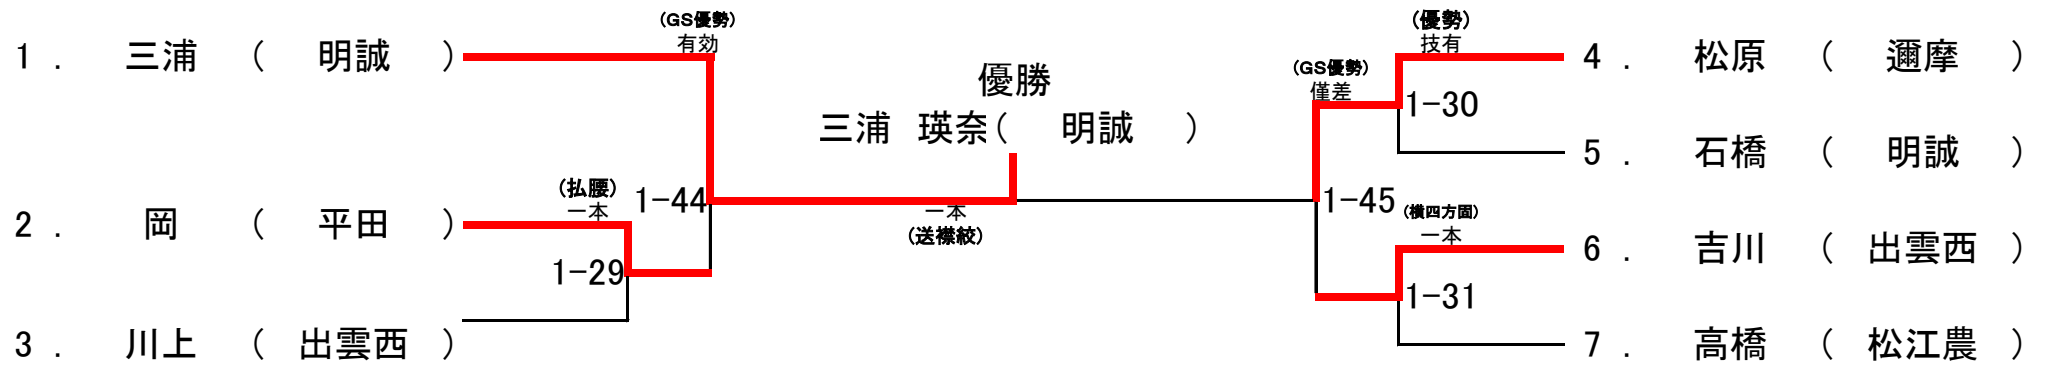 (GS優勢)
有効
1 . 三浦 ( 明誠 )
(払腰)
一本
1-44
2 . 岡 ( 平田 )
1-29
3 . 川上 ( 出雲西 )
優勝
三浦 瑛奈( 明誠 )
一本
(送襟絞)
(優勢)
技有
4 . 松原 ( 邇摩 )
(GS優勢)
僅差
1-30
5 . 石橋 ( 明誠 )
1-45
(横四方固)
一本
6 . 吉川 ( 出雲西 )
1-31
7 . 高橋 ( 松江農 )